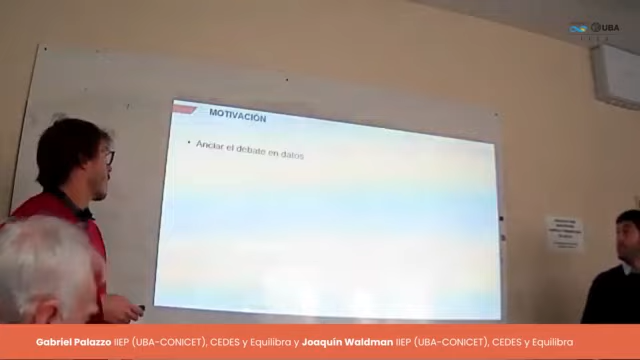 UBA
MOTIVACIÓN
• Anclar el debate en datos
Gabriel Palazzo IIEP (UBA-CONICET), CEDES y Equilibra y Joaquín Waldman IIEP (UBA-CONICET), CEDES y Equilibra